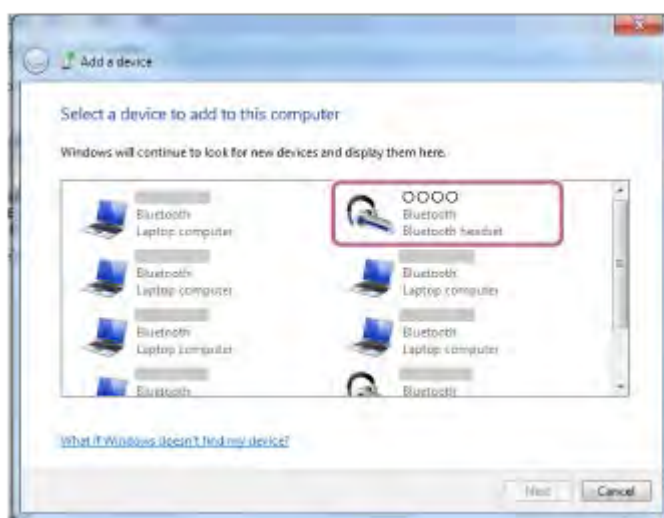 Add a device
Select a device to add to this computer
Windows will continue to look for new devices and display them here.
Bluetooth
Laptop computer
OOOO
Bluetooth
Bluetooth headset
Bluetooth
Laptop computer
Bluetooth
Laptop computer
Bluetooth
Laptop computer
Bluetooth
Laptop computer
Bluetooth
Bluetooth
What if Windows doesn't find my device?
Next
Cancel